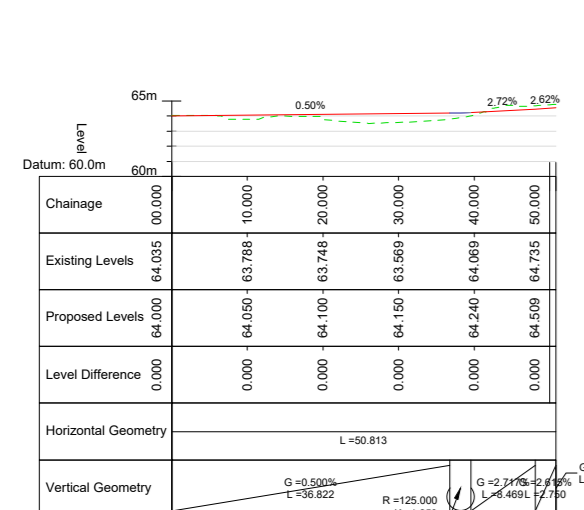 65m
0.50%
2.72%
2.62%
Level
Datum: 60.0m
60m
Chainage 00.000 10.000 20.000 30.000 40.000 50.000
Existing Levels 64.035 63.788 63.748 63.569 64.069 64.735
Proposed Levels 64.000 64.050 64.100 64.150 64.240 64.509
Level Difference 0.000 0.000 0.000 0.000 0.000 0.000
Horizontal Geometry
L =50.813
Vertical Geometry
G =0.500%
L =36.822
R =125.000
G =2.717%
L =8.469
G =2.618%
L =2.750
G
L